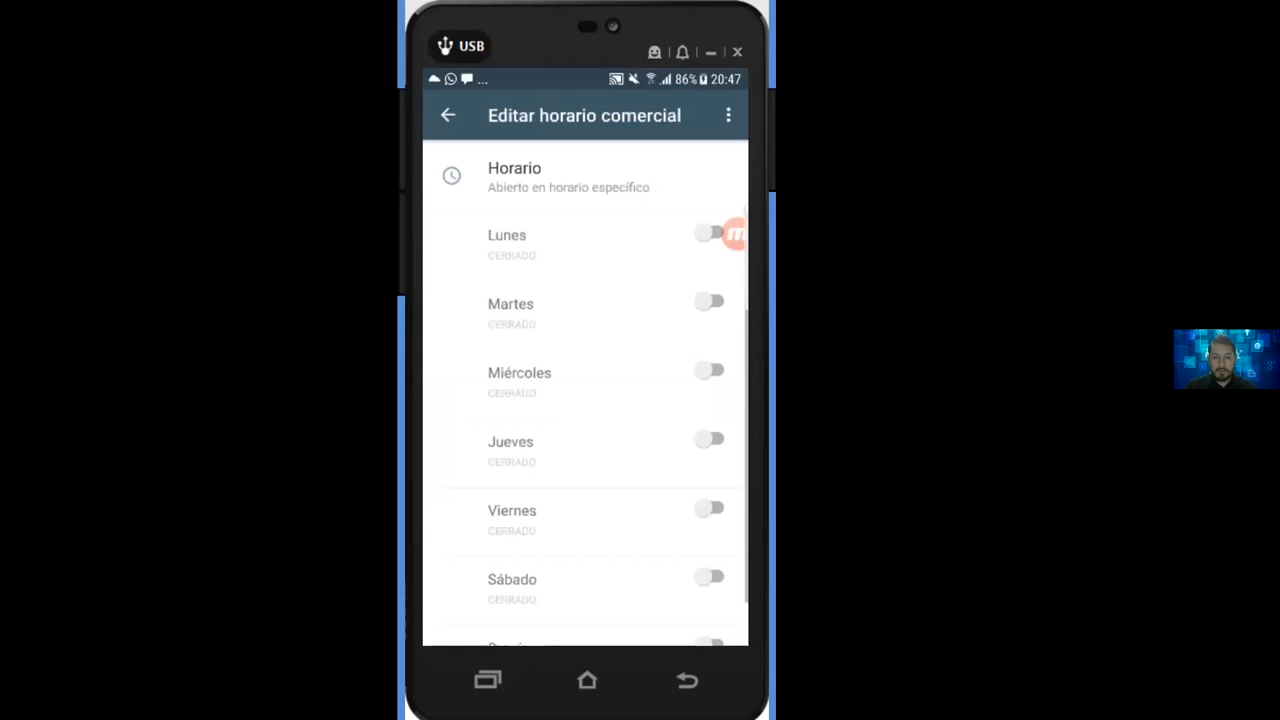 USB
... 86% 20:47
Editar horario comercial
Horario
Abierto en horario específico
Lunes
CERRADO
Martes
CERRADO
Miércoles
CERRADO
Jueves
CERRADO
Viernes
CERRADO
Sábado
CERRADO